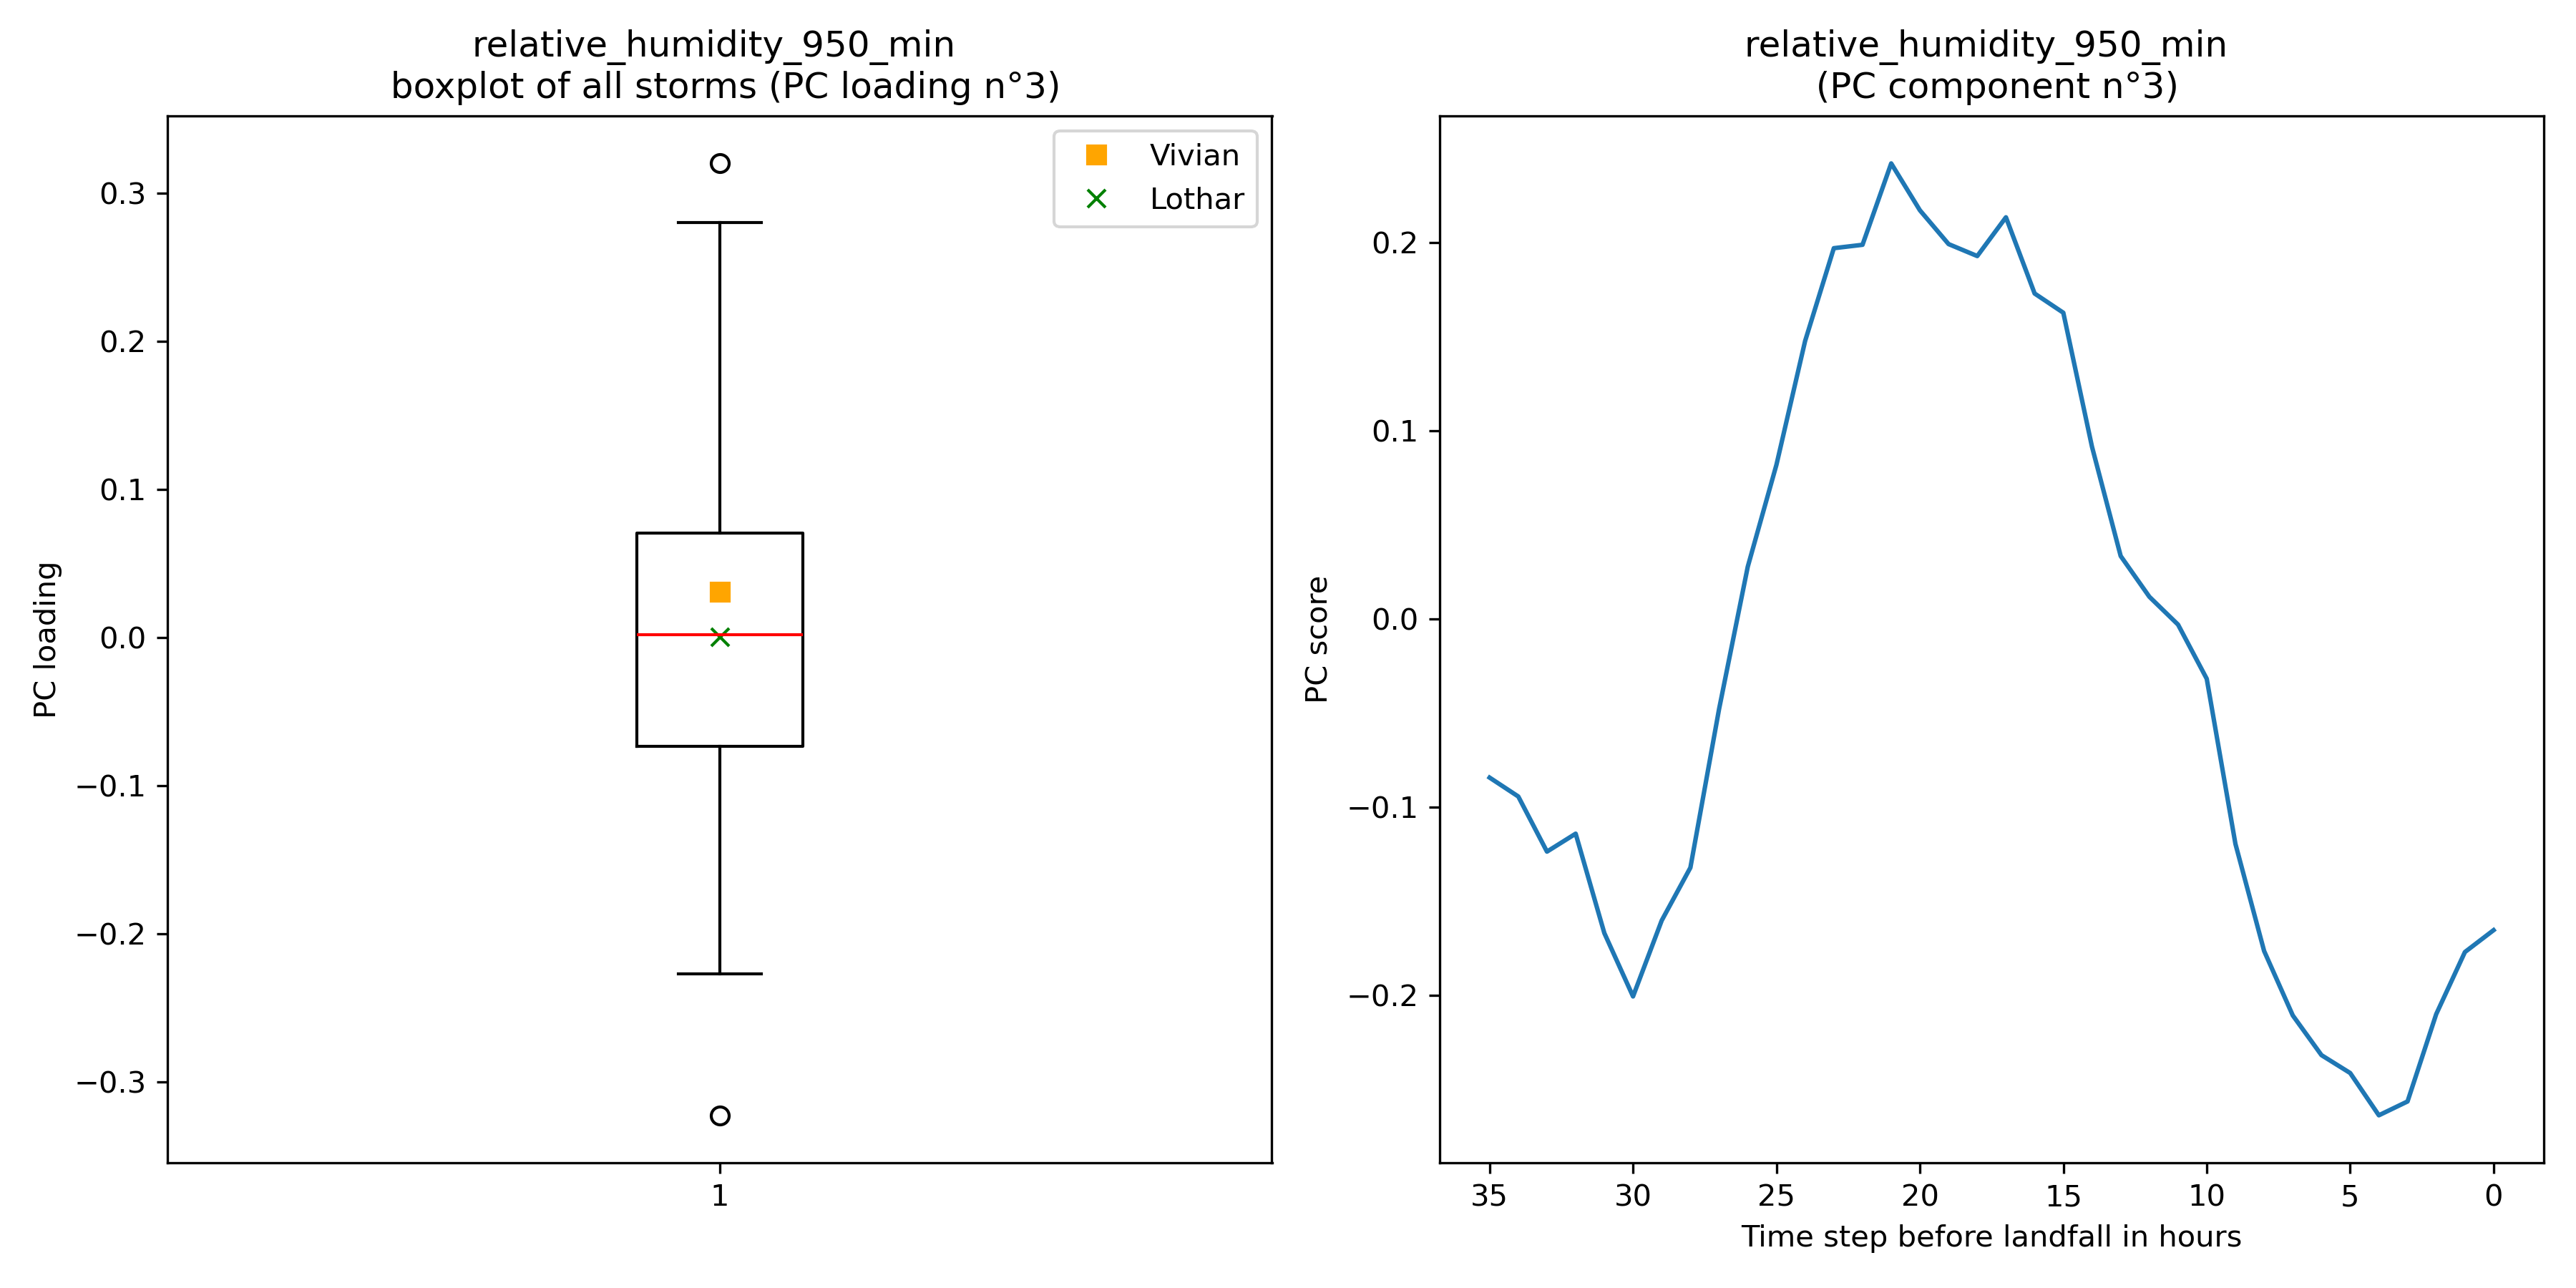 relative_humidity_950_min
boxplot of all storms (PC loading n°3)
Vivian
Lothar
0.3
0.2
0.1
0.0
−0.1
−0.2
−0.3
PC loading
1
relative_humidity_950_min
(PC component n°3)
0.2
0.1
0.0
−0.1
−0.2
PC score
35 30 25 20 15 10 5 0
Time step before landfall in hours